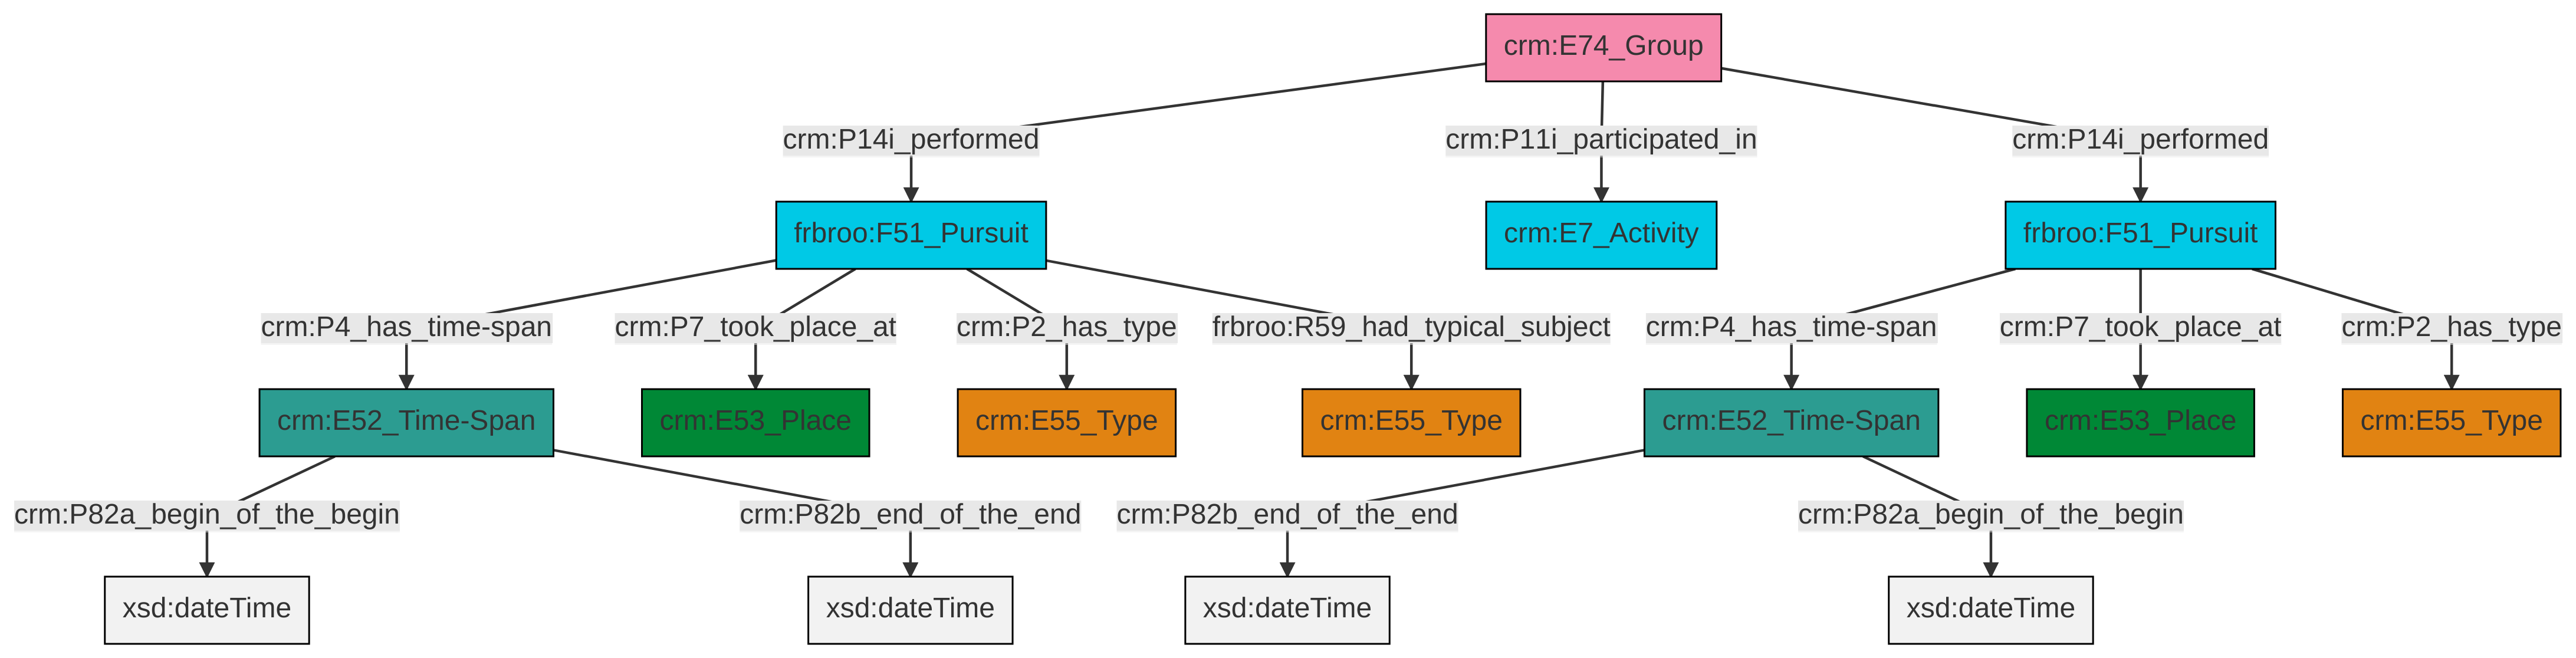 crm:E74_Group
crm:P14i_performed
crm:P11i_participated_in
crm:P14i_performed
frbroo:F51_Pursuit
crm:E7_Activity
frbroo:F51_Pursuit
crm:P4_has_time-span
crm:P7_took_place_at
crm:P2_has_type
frbroo:R59_had_typical_subject
crm:P4_has_time-span
crm:P7_took_place_at
crm:P2_has_type
crm:E52_Time-Span
crm:E53_Place
crm:E55_Type
crm:E55_Type
crm:E52_Time-Span
crm:E53_Place
crm:E55_Type
crm:P82a_begin_of_the_begin
crm:P82b_end_of_the_end
crm:P82b_end_of_the_end
crm:P82a_begin_of_the_begin
xsd:dateTime
xsd:dateTime
xsd:dateTime
xsd:dateTime